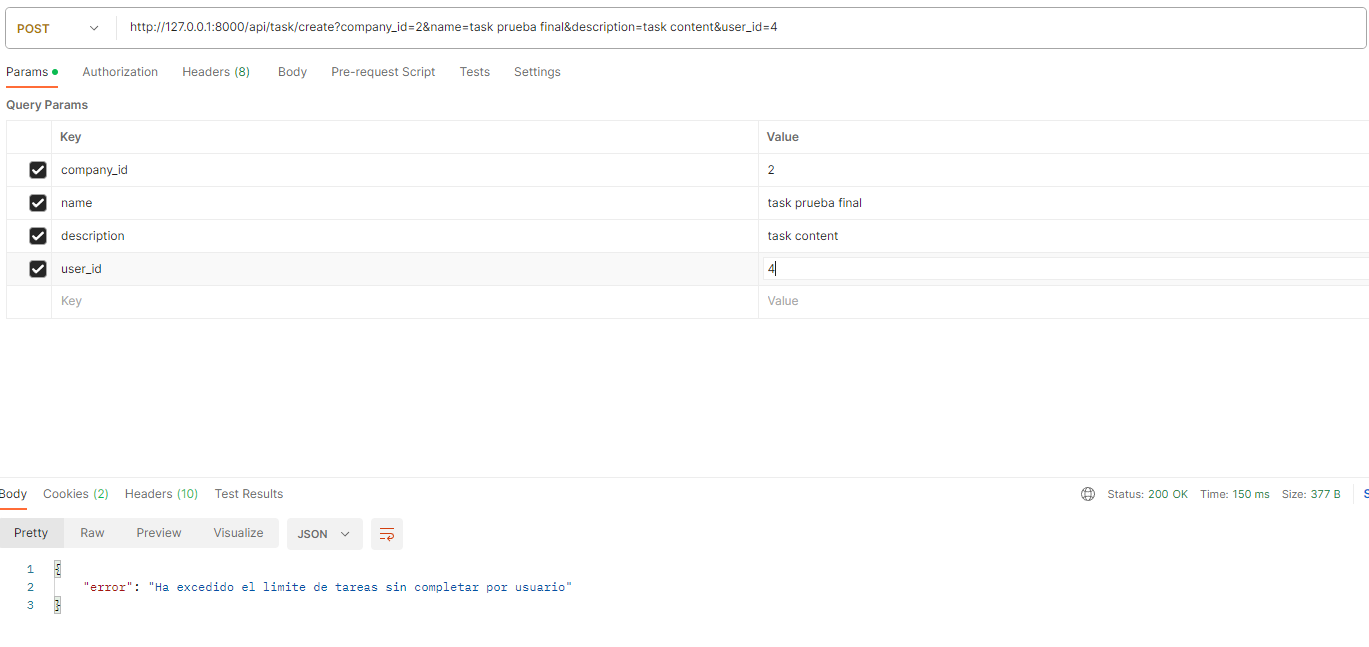 POST http://127.0.0.1:8000/api/task/create?company_id=2&name=task prueba final&description=task content&user_id=4
Params Authorization Headers (8) Body Pre-request Script Tests Settings
Query Params
Key Value
company_id 2
name task prueba final
description task content
user_id 4
Key Value
Body Cookies (2) Headers (10) Test Results Status: 200 OK Time: 150 ms Size: 377 B S
Pretty Raw Preview Visualize JSON
1 {
2 "error": "Ha excedido el limite de tareas sin completar por usuario"
3 }